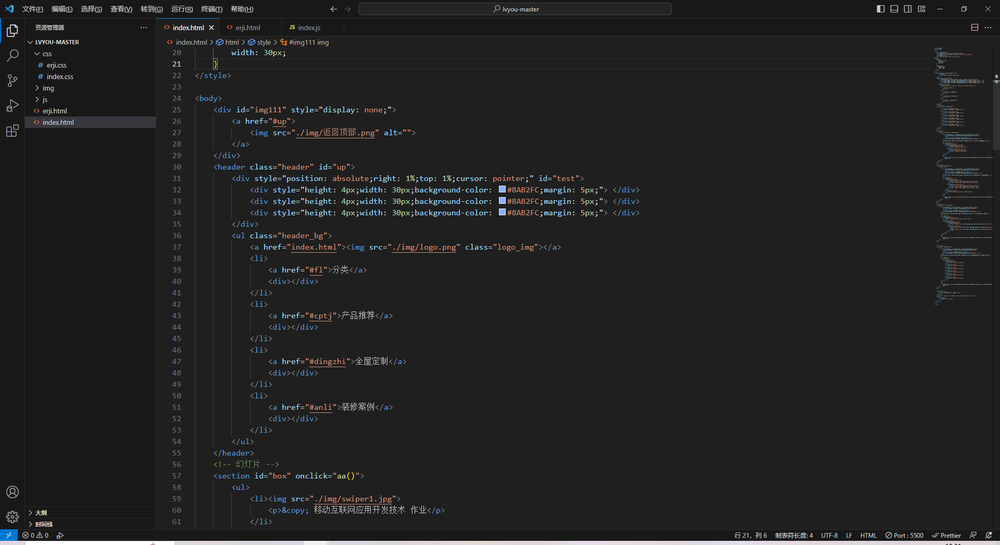 文件(F) 编辑(E) 选择(S) 查看(V) 转到(G) 运行(R) 终端(T) 帮助(H)
lvyou-master
资源管理器
index.html
erji.html
JS index.js
LVYOU-MASTER
css
# erji.css
# index.css
img
js
erji.html
index.html
大纲
时间线
index.html > html > style > #img111 img
20 width: 30px;
21 }
22 </style>
23
24 <body>
25 <div id="img111" style="display: none;">
26 <a href="#up">
27 <img src="./img/返回顶部.png" alt="">
28 </a>
29 </div>
30 <header class="header" id="up">
31 <div style="position: absolute;right: 1%;top: 1%;cursor: pointer;" id="test">
32 <div style="height: 4px;width: 30px;background-color: #8AB2FC;margin: 5px;"> </div>
33 <div style="height: 4px;width: 30px;background-color: #8AB2FC;margin: 5px;"> </div>
34 <div style="height: 4px;width: 30px;background-color: #8AB2FC;margin: 5px;"> </div>
35 </div>
36 <ul class="header_bg">
37 <a href="index.html"><img src="./img/logo.png" class="logo_img"></a>
38 <li>
39 <a href="#fl">分类</a>
40 <div></div>
41 </li>
42 <li>
43 <a href="#cptj">产品推荐</a>
44 <div></div>
45 </li>
46 <li>
47 <a href="#dingzhi">全屋定制</a>
48 <div></div>
49 </li>
50 <li>
51 <a href="#anli">装修案例</a>
52 <div></div>
53 </li>
54 </ul>
55 </header>
56 <!-- 幻灯片 -->
57 <section id="box" onclick="aa()">
58 <ul>
59 <li><img src="./img/swiper1.jpg">
60 <p>&copy; 移动互联网应用开发技术 作业</p>
61 </li>
0 0
行 21，列 6 制表符长度: 4 UTF-8 LF HTML Port : 5500 Prettier